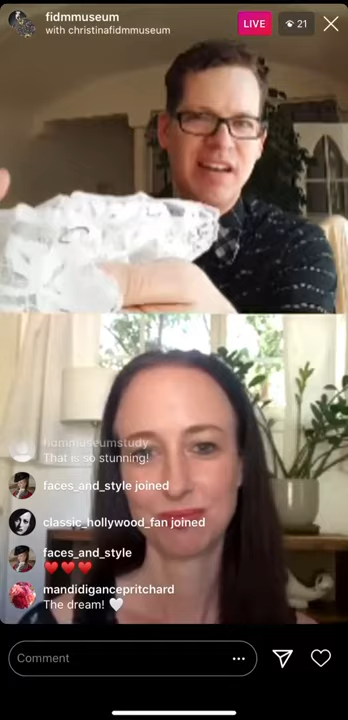 fidmmuseum
with christinafidmmuseum
LIVE
21
fidmmuseumstudy
That is so stunning!
faces_and_style joined
classic_hollywood_fan joined
faces_and_style
❤️❤️❤️
mandidigancepritchard
The dream! 🤍
Comment